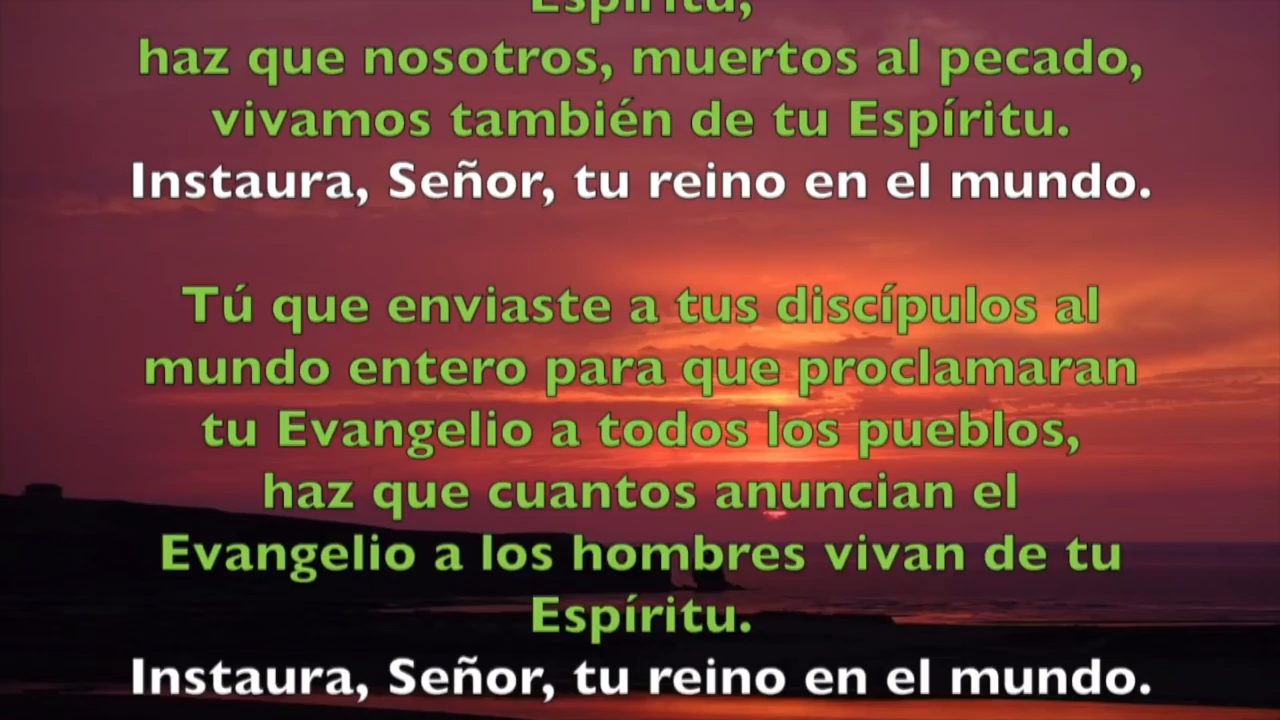 Espíritu,
haz que nosotros, muertos al pecado,
vivamos también de tu Espíritu.
Instaura, Señor, tu reino en el mundo.
Tú que enviaste a tus discípulos al
mundo entero para que proclamaran
tu Evangelio a todos los pueblos,
haz que cuantos anuncian el
Evangelio a los hombres vivan de tu
Espíritu.
Instaura, Señor, tu reino en el mundo.